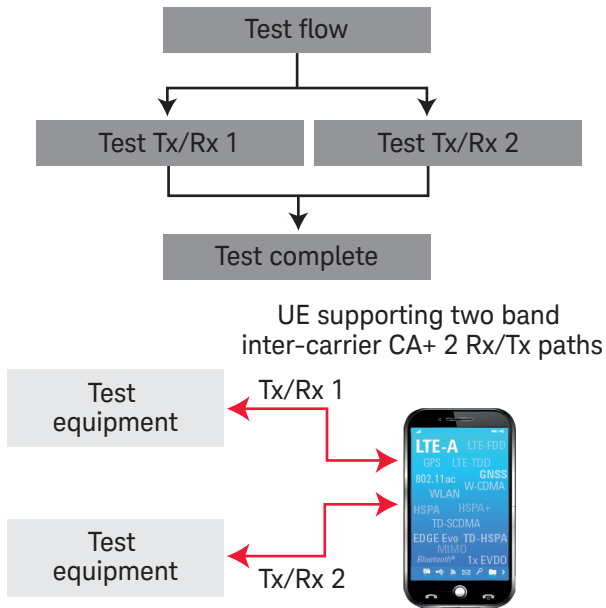 Test flow
Test Tx/Rx 1
Test Tx/Rx 2
Test complete
UE supporting two band
inter-carrier CA+ 2 Rx/Tx paths
Test
equipment
Tx/Rx 1
Test
equipment
Tx/Rx 2
LTE-A LTE-FDD
GPS LTE-TDD
802.11ac GNSS
WLAN W-CDMA
HSPA HSPA+
TD-SCDMA
EDGE Evo TD-HSPA
MIMO
Bluetooth® 1x EVDO